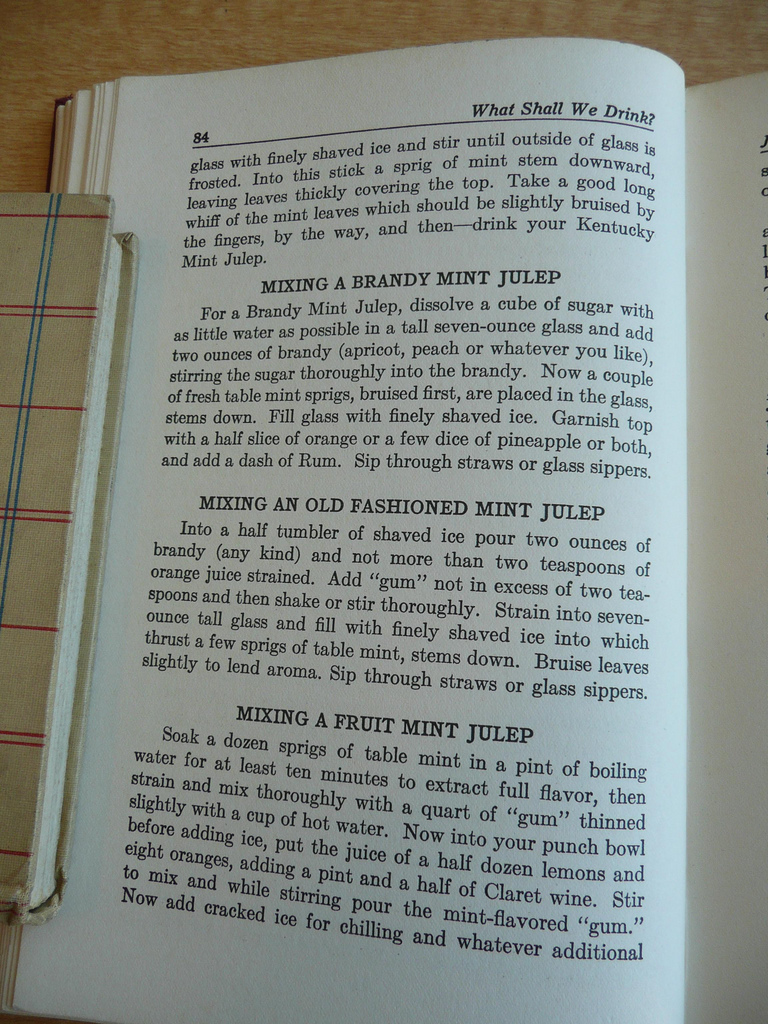 84 What Shall We Drink?
glass with finely shaved ice and stir until outside of glass is
frosted. Into this stick a sprig of mint stem downward,
leaving leaves thickly covering the top. Take a good long
whiff of the mint leaves which should be slightly bruised by
the fingers, by the way, and then—drink your Kentucky
Mint Julep.
MIXING A BRANDY MINT JULEP
For a Brandy Mint Julep, dissolve a cube of sugar with
as little water as possible in a tall seven-ounce glass and add
two ounces of brandy (apricot, peach or whatever you like),
stirring the sugar thoroughly into the brandy. Now a couple
of fresh table mint sprigs, bruised first, are placed in the glass,
stems down. Fill glass with finely shaved ice. Garnish top
with a half slice of orange or a few dice of pineapple or both,
and add a dash of Rum. Sip through straws or glass sippers.
MIXING AN OLD FASHIONED MINT JULEP
Into a half tumbler of shaved ice pour two ounces of
brandy (any kind) and not more than two teaspoons of
orange juice strained. Add "gum" not in excess of two tea-
spoons and then shake or stir thoroughly. Strain into seven-
ounce tall glass and fill with finely shaved ice into which
thrust a few sprigs of table mint, stems down. Bruise leaves
slightly to lend aroma. Sip through straws or glass sippers.
MIXING A FRUIT MINT JULEP
Soak a dozen sprigs of table mint in a pint of boiling
water for at least ten minutes to extract full flavor, then
strain and mix thoroughly with a quart of "gum" thinned
slightly with a cup of hot water. Now into your punch bowl
before adding ice, put the juice of a half dozen lemons and
eight oranges, adding a pint and a half of Claret wine. Stir
to mix and while stirring pour the mint-flavored "gum."
Now add cracked ice for chilling and whatever additional